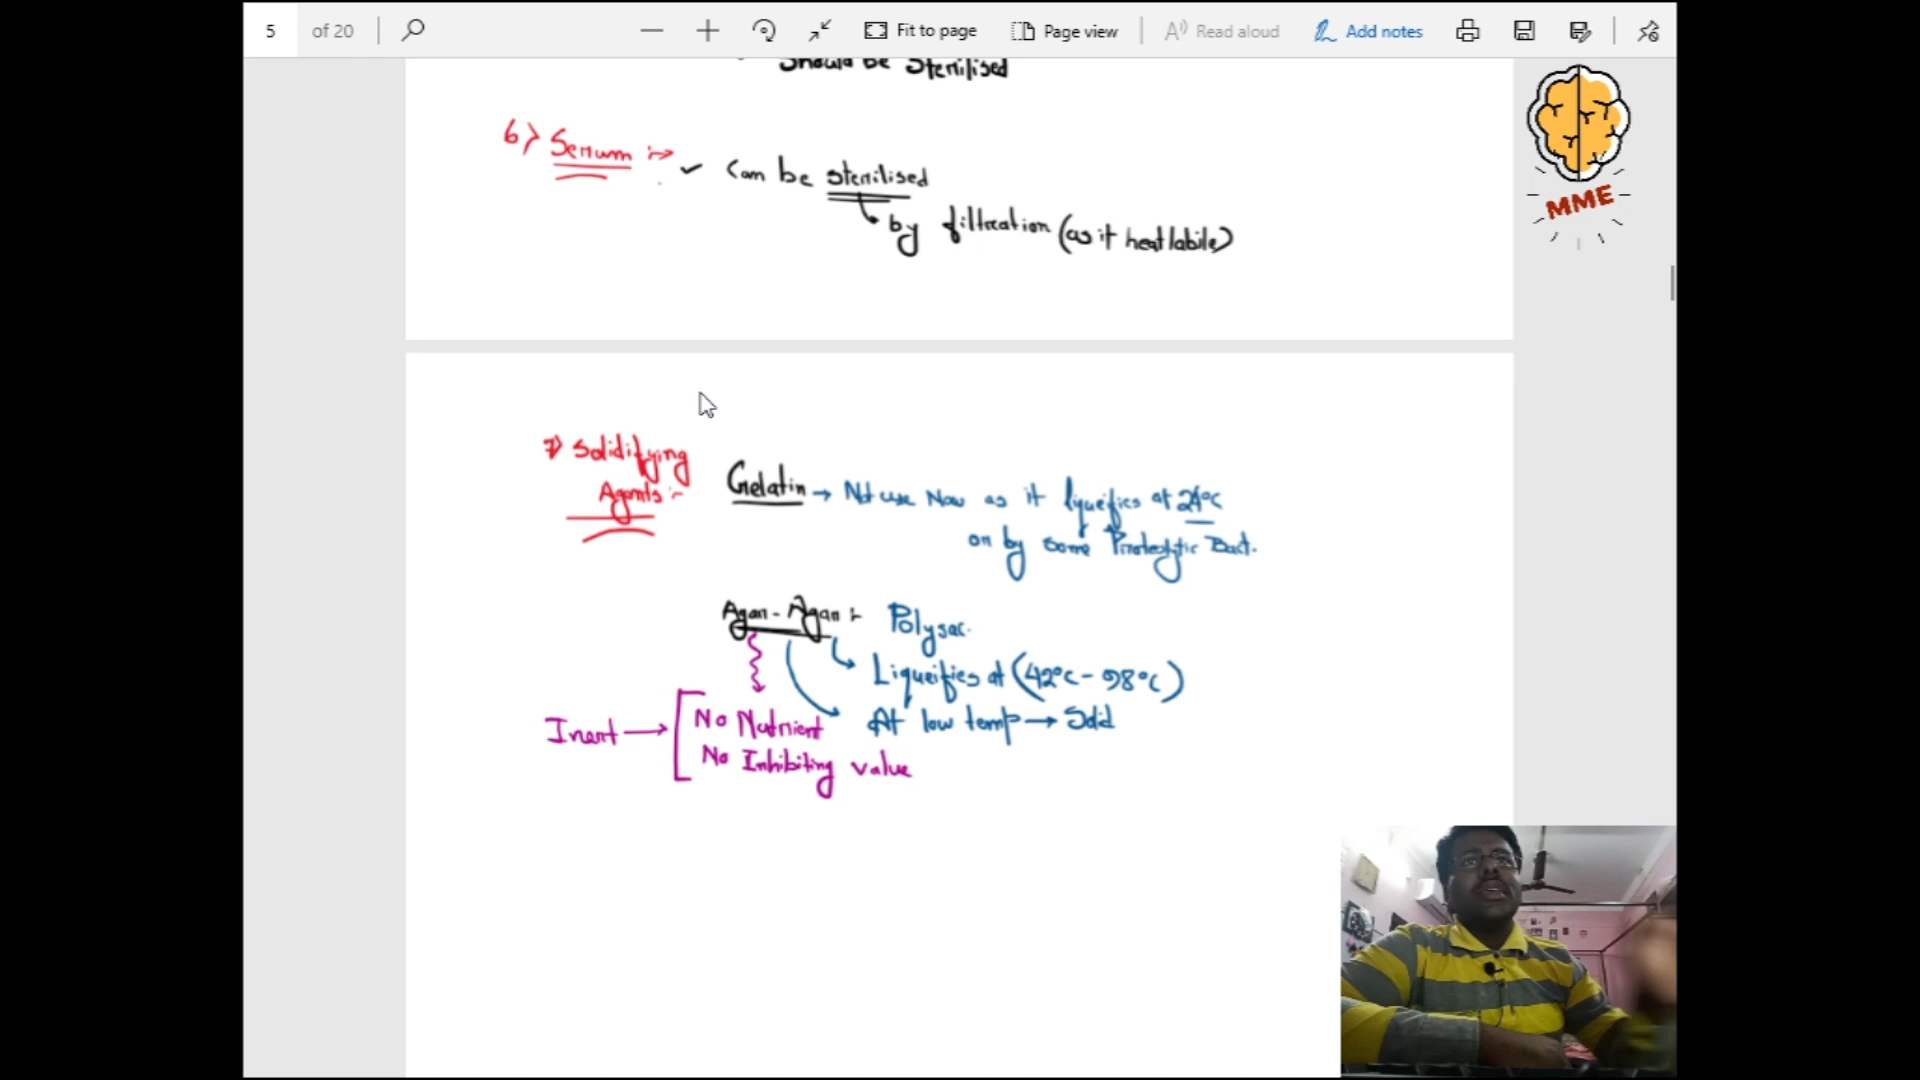 5 of 20 Fit to page Page view Read aloud Add notes
Should be Sterilised
6) Serum :-> ✓ Can be sterilised
by filtration (as it heat labile)
MME
7) Solidifying
Agents :-
Gelatin → Not use Now as it liquifies at 24°C
or by some Proteolytic Bact.
Agar - Agar :- Polysac.
Liqueifies at (42°C - 98°C)
At low temp → Solid
Inert → [ No Nutrient
No Inhibiting value